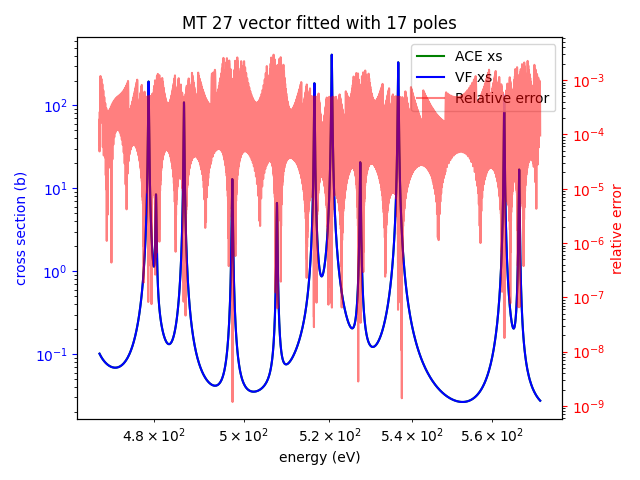 MT 27 vector fitted with 17 poles
ACE xs
VF xs
Relative error
cross section (b)
10²
10¹
10⁰
10⁻¹
10⁻³
10⁻⁴
10⁻⁵
10⁻⁶
10⁻⁷
10⁻⁸
10⁻⁹
relative error
4.8 × 10² 5 × 10² 5.2 × 10² 5.4 × 10² 5.6 × 10²
energy (eV)